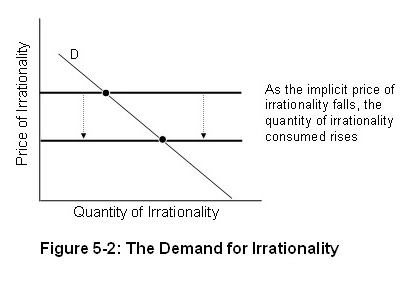 Price of Irrationality
D
As the implicit price of
irrationality falls, the
quantity of irrationality
consumed rises
Quantity of Irrationality
Figure 5-2: The Demand for Irrationality